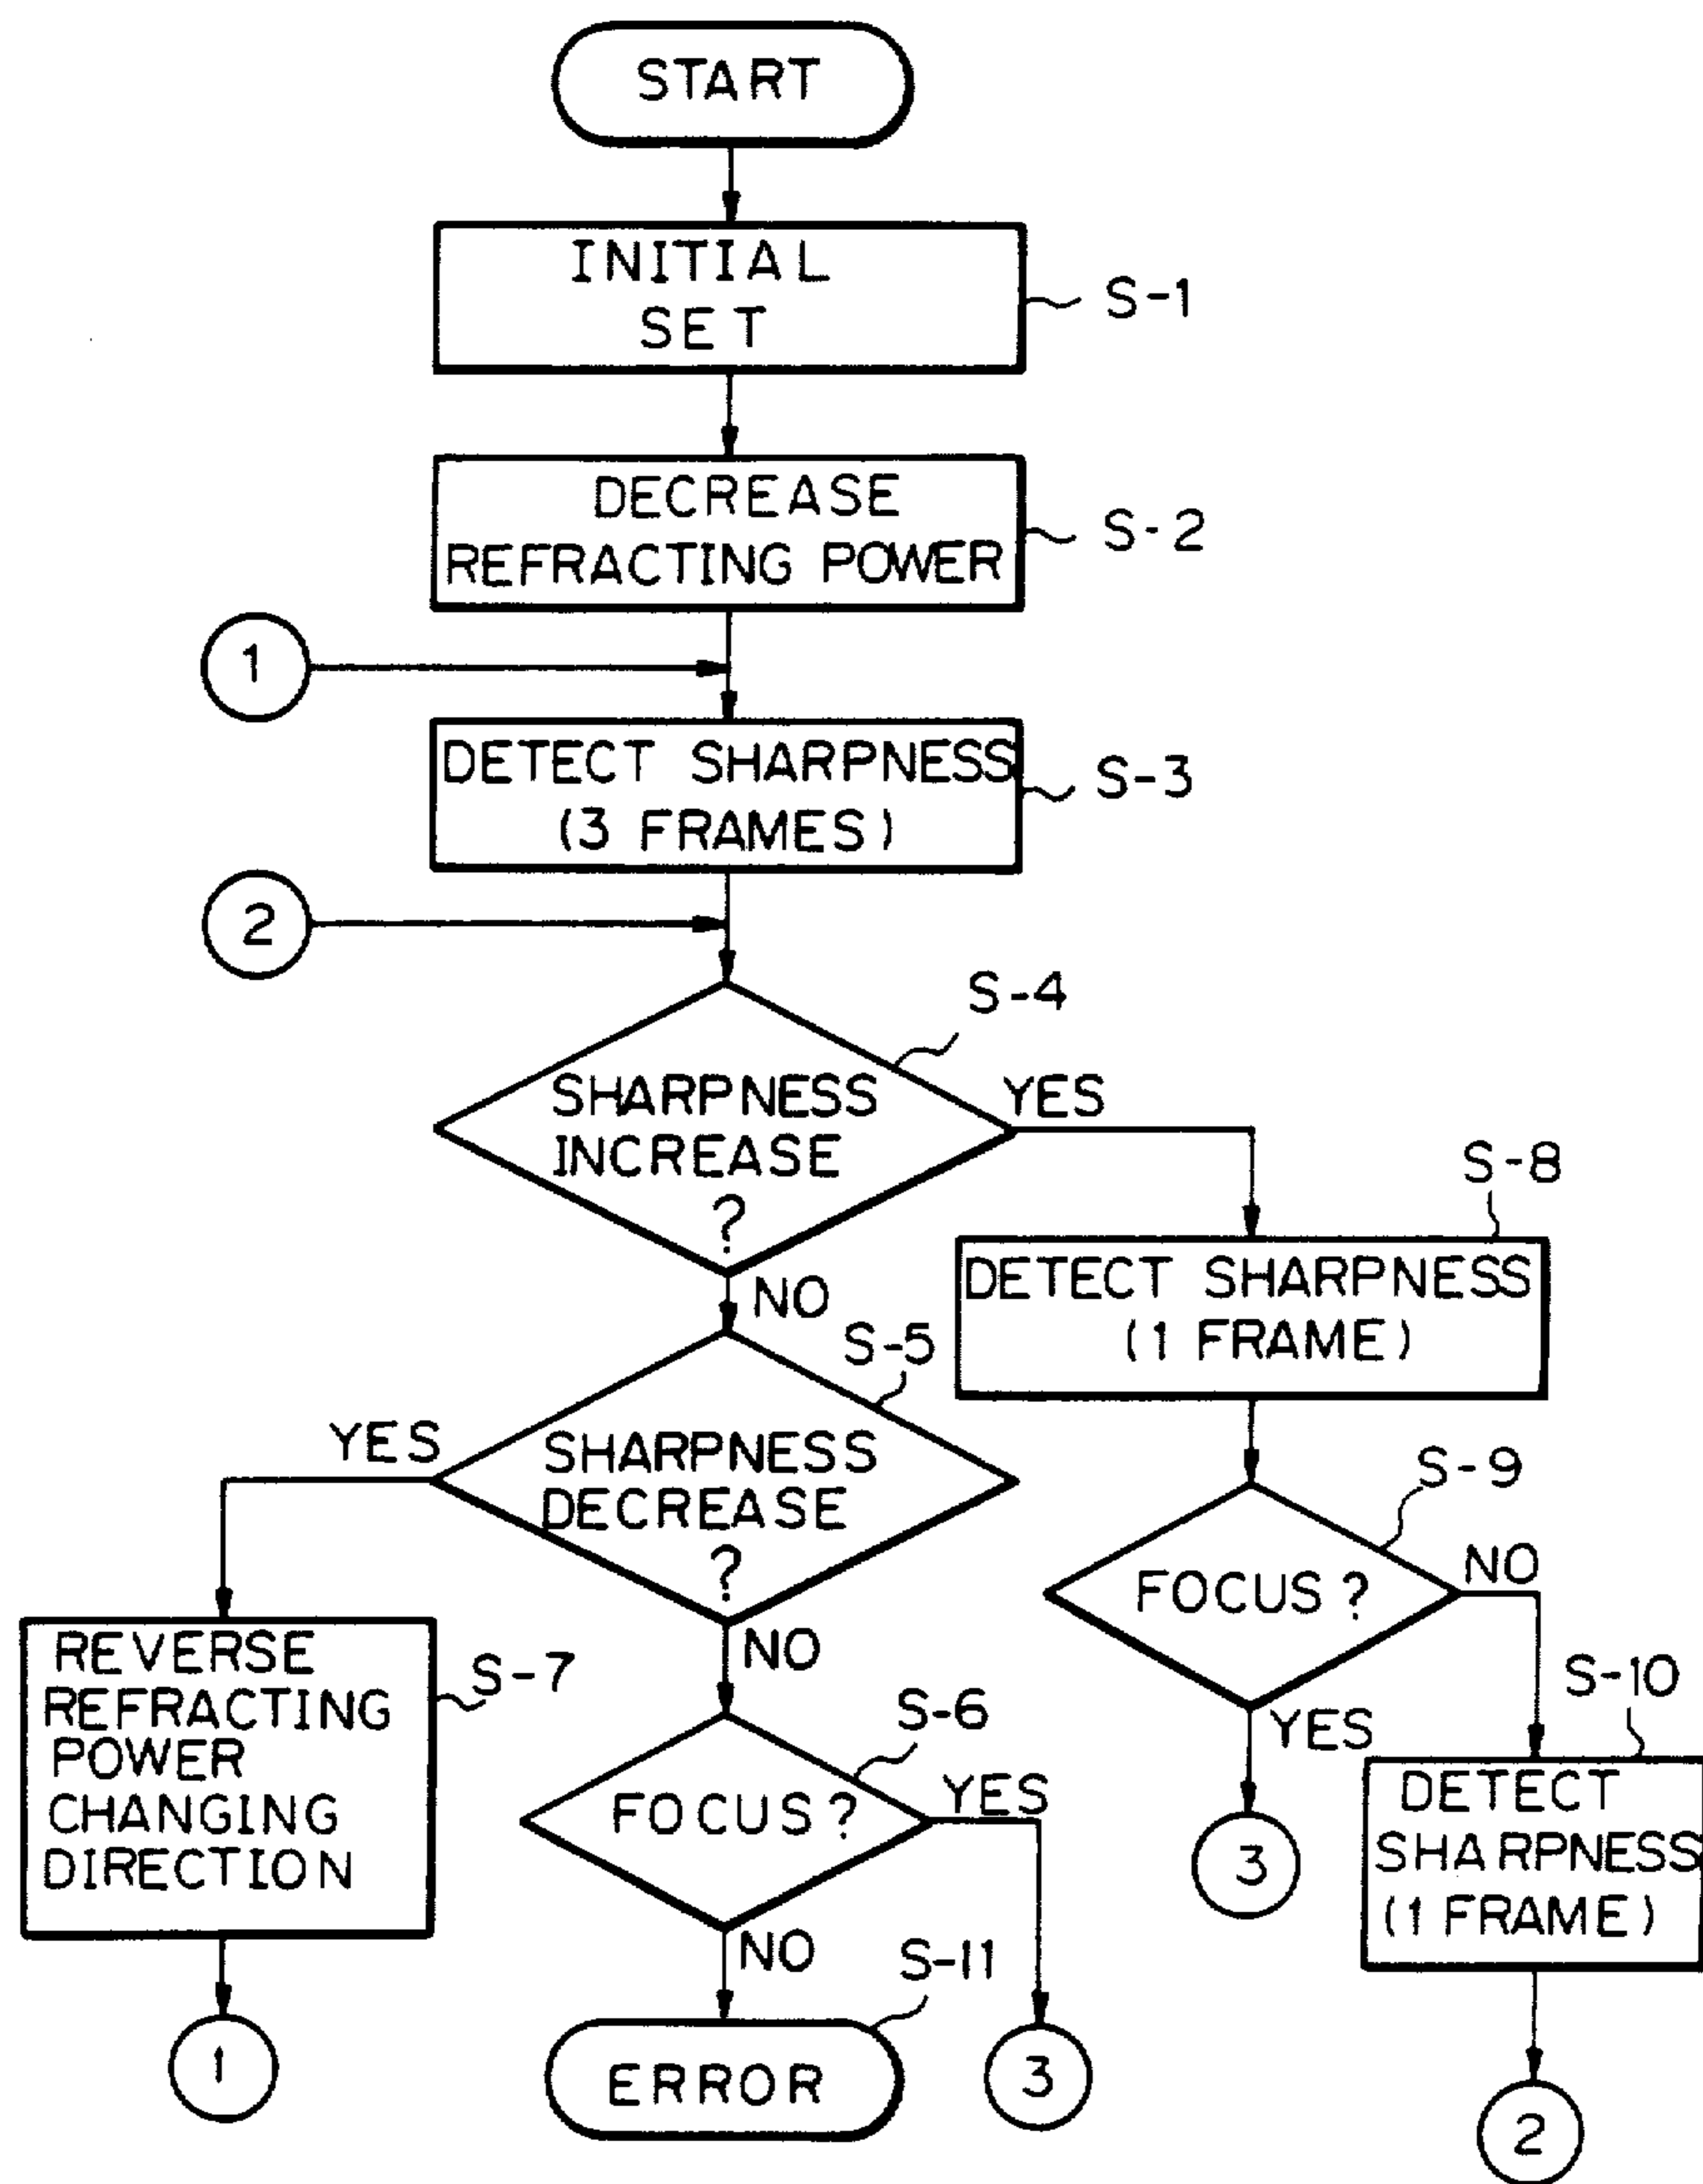 START
INITIAL
SET
S-1
DECREASE
REFRACTING POWER
S-2
1
DETECT SHARPNESS
(3 FRAMES)
S-3
2
S-4
SHARPNESS
INCREASE
?
YES
NO
S-8
DETECT SHARPNESS
(1 FRAME)
S-5
SHARPNESS
DECREASE
?
YES
NO
S-9
FOCUS?
NO
YES
S-7
REVERSE
REFRACTING
POWER
CHANGING
DIRECTION
S-6
FOCUS?
YES
NO
S-10
DETECT
SHARPNESS
(1 FRAME)
3
S-11
ERROR
1
3
2